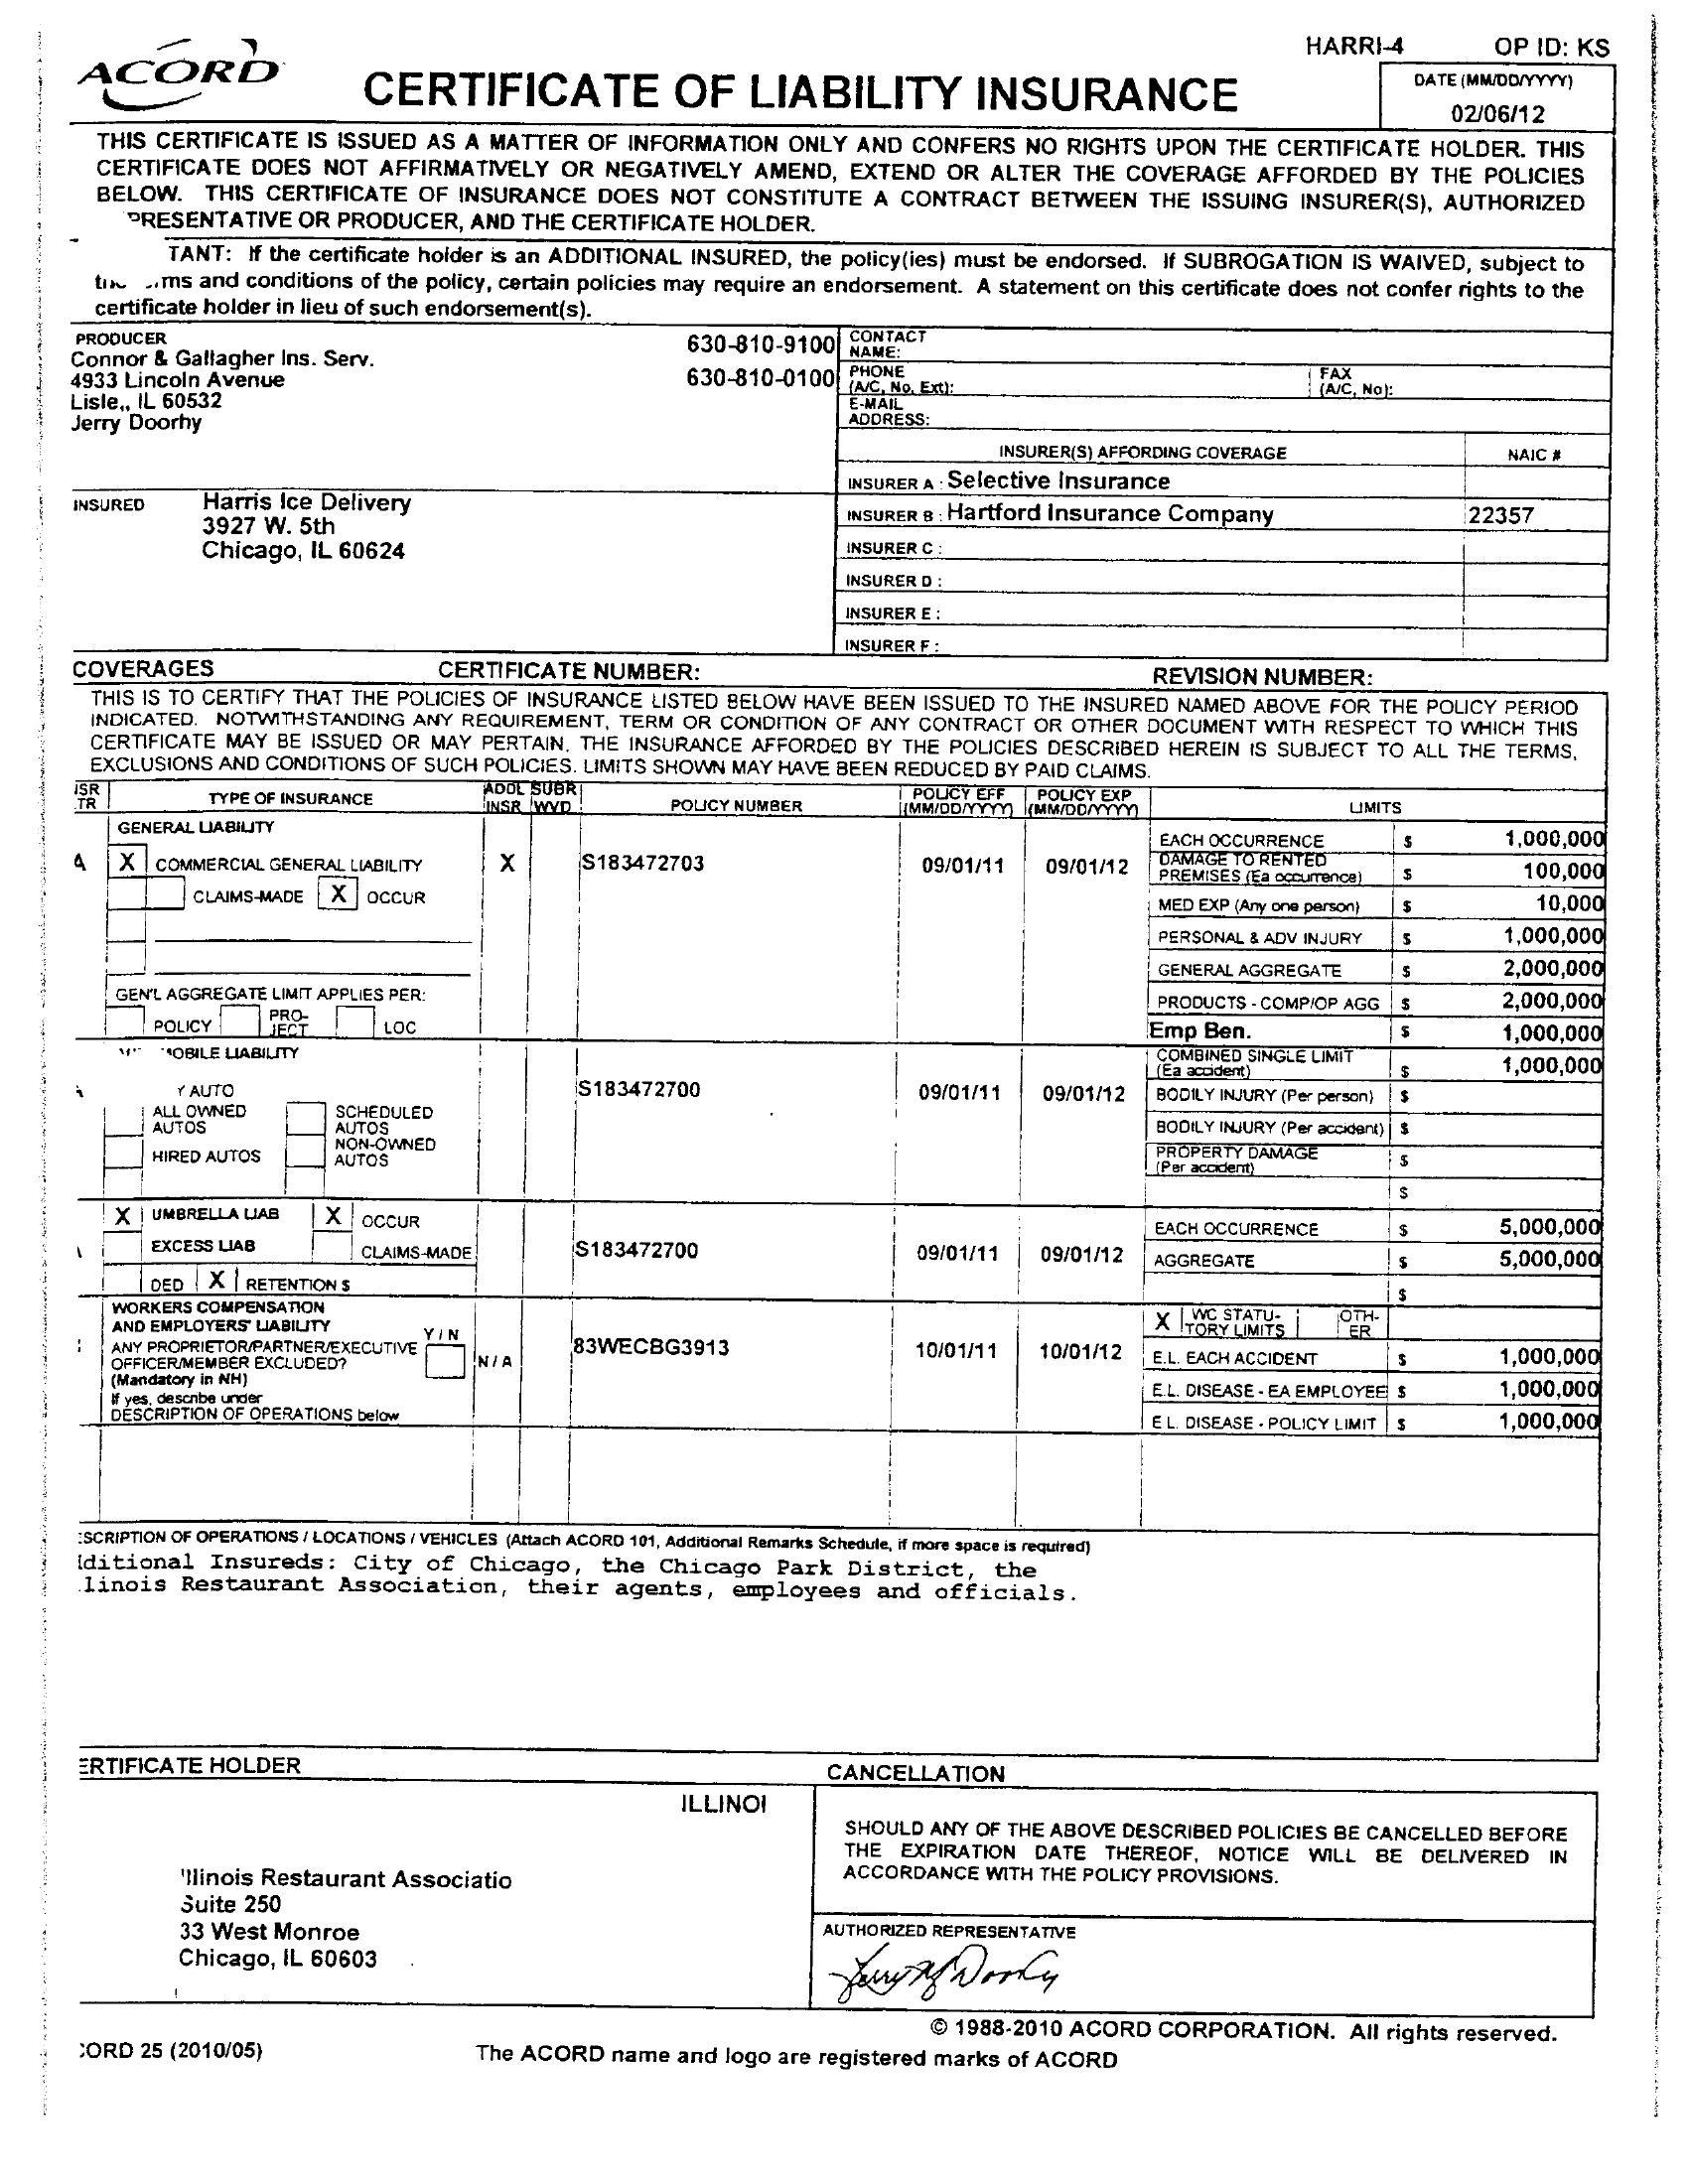 HARRI-4 OP ID: KS
ACORD
CERTIFICATE OF LIABILITY INSURANCE
DATE (MM/DD/YYYY)
02/06/12
THIS CERTIFICATE IS ISSUED AS A MATTER OF INFORMATION ONLY AND CONFERS NO RIGHTS UPON THE CERTIFICATE HOLDER. THIS
CERTIFICATE DOES NOT AFFIRMATIVELY OR NEGATIVELY AMEND, EXTEND OR ALTER THE COVERAGE AFFORDED BY THE POLICIES
BELOW. THIS CERTIFICATE OF INSURANCE DOES NOT CONSTITUTE A CONTRACT BETWEEN THE ISSUING INSURER(S), AUTHORIZED
PRESENTATIVE OR PRODUCER, AND THE CERTIFICATE HOLDER.
TANT: If the certificate holder is an ADDITIONAL INSURED, the policy(ies) must be endorsed. If SUBROGATION IS WAIVED, subject to
ms and conditions of the policy, certain policies may require an endorsement. A statement on this certificate does not confer rights to the
certificate holder in lieu of such endorsement(s).
PRODUCER
Connor & Gallagher Ins. Serv.
4933 Lincoln Avenue
Lisle,, IL 60532
Jerry Doorhy
630-810-9100
630-810-0100
CONTACT
NAME:
PHONE
(A/C, No, Ext):
FAX
(A/C, No):
E-MAIL
ADDRESS:
INSURER(S) AFFORDING COVERAGE NAIC #
INSURER A : Selective Insurance
INSURER B : Hartford Insurance Company 22357
INSURER C :
INSURER D :
INSURER E :
INSURER F :
INSURED
Harris Ice Delivery
3927 W. 5th
Chicago, IL 60624
COVERAGES CERTIFICATE NUMBER: REVISION NUMBER:
THIS IS TO CERTIFY THAT THE POLICIES OF INSURANCE LISTED BELOW HAVE BEEN ISSUED TO THE INSURED NAMED ABOVE FOR THE POLICY PERIOD
INDICATED. NOTWITHSTANDING ANY REQUIREMENT, TERM OR CONDITION OF ANY CONTRACT OR OTHER DOCUMENT WITH RESPECT TO WHICH THIS
CERTIFICATE MAY BE ISSUED OR MAY PERTAIN, THE INSURANCE AFFORDED BY THE POLICIES DESCRIBED HEREIN IS SUBJECT TO ALL THE TERMS,
EXCLUSIONS AND CONDITIONS OF SUCH POLICIES. LIMITS SHOWN MAY HAVE BEEN REDUCED BY PAID CLAIMS.
ISR
TR
TYPE OF INSURANCE
ADDL SUBR
INSR WVD
POLICY NUMBER
POLICY EFF
(MM/DD/YYYY)
POLICY EXP
(MM/DD/YYYY)
LIMITS
GENERAL LIABILITY
A X COMMERCIAL GENERAL LIABILITY X S183472703 09/01/11 09/01/12
CLAIMS-MADE X OCCUR
GEN'L AGGREGATE LIMIT APPLIES PER:
POLICY PRO-
JECT LOC
EACH OCCURRENCE $ 1,000,000
DAMAGE TO RENTED
PREMISES (Ea occurrence) $ 100,000
MED EXP (Any one person) $ 10,000
PERSONAL & ADV INJURY $ 1,000,000
GENERAL AGGREGATE $ 2,000,000
PRODUCTS - COMP/OP AGG $ 2,000,000
Emp Ben. $ 1,000,000
OBILE LIABILITY
Y AUTO S183472700 09/01/11 09/01/12
ALL OWNED
AUTOS
SCHEDULED
AUTOS
HIRED AUTOS
NON-OWNED
AUTOS
COMBINED SINGLE LIMIT
(Ea accident) $ 1,000,000
BODILY INJURY (Per person) $
BODILY INJURY (Per accident) $
PROPERTY DAMAGE
(Per accident) $
$
X UMBRELLA LIAB X OCCUR
EXCESS LIAB CLAIMS-MADE S183472700 09/01/11 09/01/12
DED X RETENTION $
EACH OCCURRENCE $ 5,000,000
AGGREGATE $ 5,000,000
$
WORKERS COMPENSATION
AND EMPLOYERS' LIABILITY
Y / N
ANY PROPRIETOR/PARTNER/EXECUTIVE
OFFICER/MEMBER EXCLUDED?
(Mandatory in NH)
If yes, describe under
DESCRIPTION OF OPERATIONS below
N / A
83WECBG3913 10/01/11 10/01/12
X WC STATU-
TORY LIMITS
OTH-
ER
E.L. EACH ACCIDENT $ 1,000,000
E.L. DISEASE - EA EMPLOYEE $ 1,000,000
E.L. DISEASE - POLICY LIMIT $ 1,000,000
SCRIPTION OF OPERATIONS / LOCATIONS / VEHICLES (Attach ACORD 101, Additional Remarks Schedule, if more space is required)
ditional Insureds: City of Chicago, the Chicago Park District, the
linois Restaurant Association, their agents, employees and officials.
ERTIFICATE HOLDER
CANCELLATION
ILLINOI
Illinois Restaurant Associatio
Suite 250
33 West Monroe
Chicago, IL 60603
SHOULD ANY OF THE ABOVE DESCRIBED POLICIES BE CANCELLED BEFORE
THE EXPIRATION DATE THEREOF, NOTICE WILL BE DELIVERED IN
ACCORDANCE WITH THE POLICY PROVISIONS.
AUTHORIZED REPRESENTATIVE
© 1988-2010 ACORD CORPORATION. All rights reserved.
ORD 25 (2010/05)
The ACORD name and logo are registered marks of ACORD